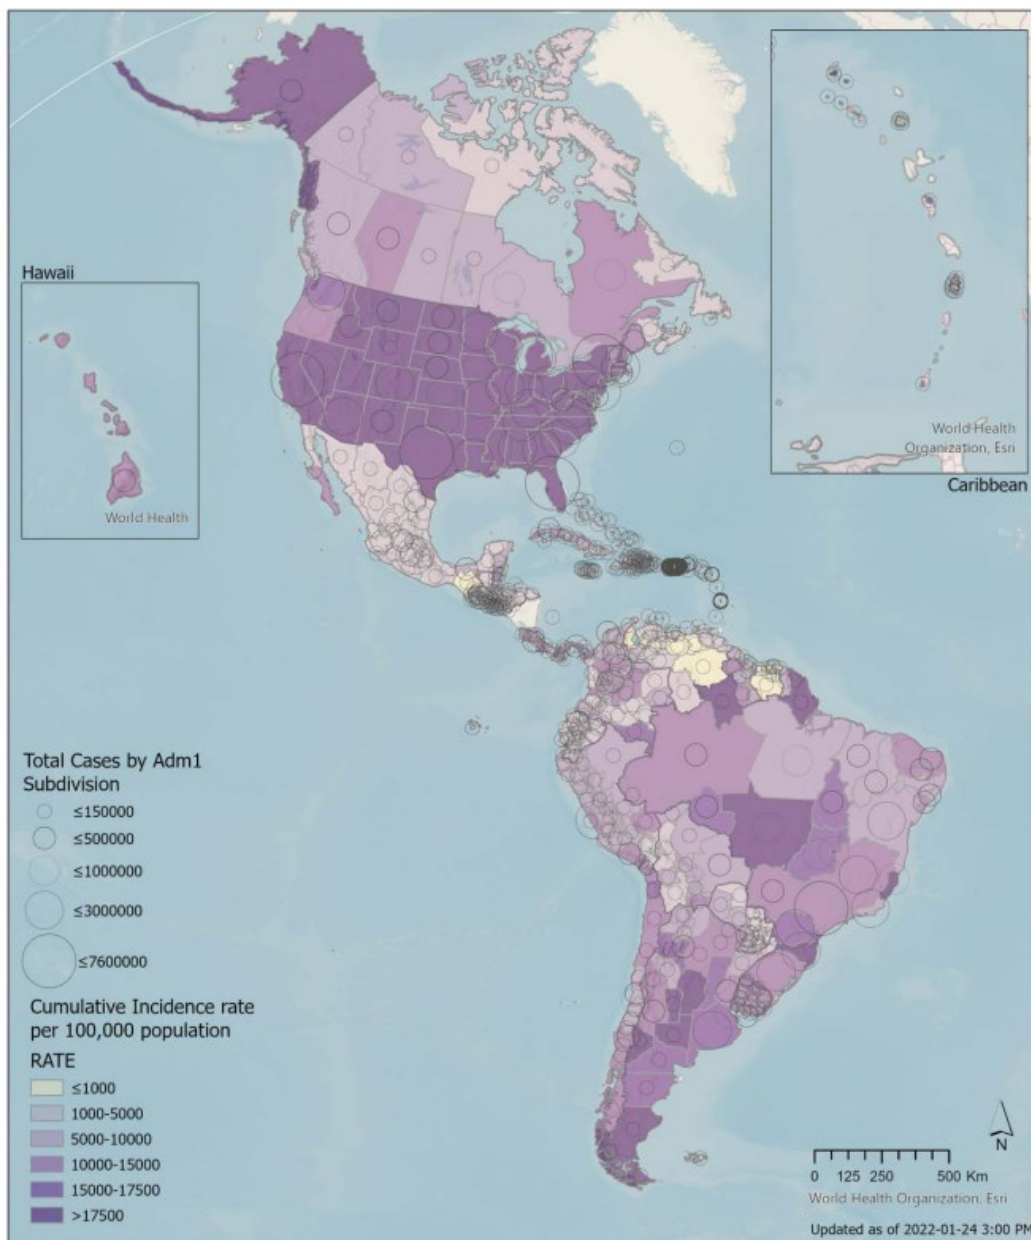 Hawaii
World Health
World Health
Organization, Esri
Caribbean
Total Cases by Adm1
Subdivision
≤150000
≤500000
≤1000000
≤3000000
≤7600000
Cumulative Incidence rate
per 100,000 population
RATE
≤1000
1000-5000
5000-10000
10000-15000
15000-17500
>17500
N
0 125 250 500 Km
World Health Organization, Esri
Updated as of 2022-01-24 3:00 PM